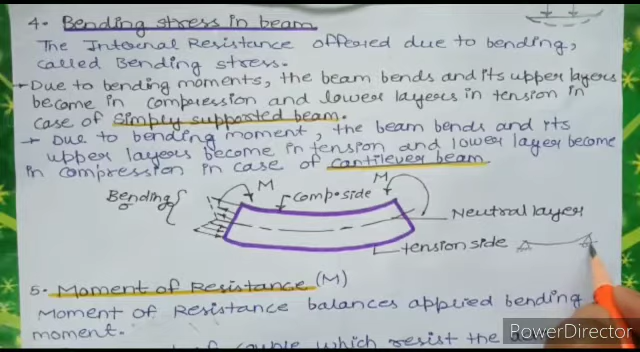 4. Bending stress in beam
The Internal Resistance offered due to bending,
called Bending stress.
→ Due to bending moments, the beam bends and its upper layers
become in compression and lower layers in tension in
case of simply supported beam.
→ Due to bending moment, the beam bends and its
upper layers become in tension and lower layer become
in compression in case of cantilever beam
Bending
σ
M
comp. side
M
Neutral layer
tension side
5. Moment of Resistance (M)
Moment of Resistance balances applied bending
moment.
of couple which resist the
PowerDirector